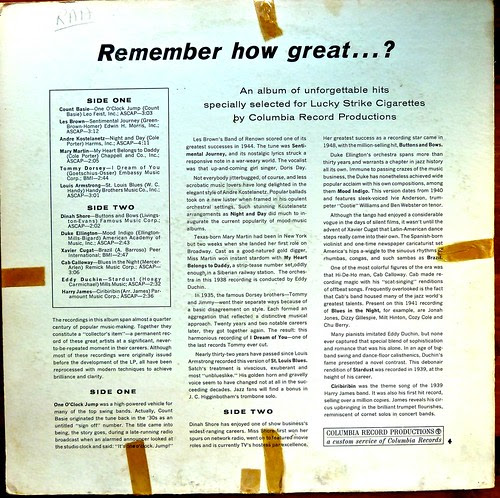 Remember how great...?
An album of unforgettable hits
specially selected for Lucky Strike Cigarettes
by Columbia Record Productions
SIDE ONE
Count Basie—One O'Clock Jump (Count
Basie) Leo Feist, Inc.; ASCAP—3:03
Les Brown—Sentimental Journey (Green-
Brown-Homer) Edwin H. Morris, Inc.;
ASCAP—3:12
Andre Kostelanetz—Night and Day (Cole
Porter) Harms, Inc.; ASCAP—4:11
Mary Martin—My Heart Belongs to Daddy
(Cole Porter) Chappell and Co., Inc.;
ASCAP—2:05
Tommy Dorsey—I Dream of You
(Goetschius-Osser) Embassy Music
Corp.; BMI—2:44
Louis Armstrong—St. Louis Blues (W. C.
Handy) Handy Brothers Music Co., Inc.;
ASCAP—3:01
SIDE TWO
Dinah Shore—Buttons and Bows (Livings-
ton-Evans) Famous Music Corp.;
ASCAP—2:02
Duke Ellington—Mood Indigo (Ellington-
Mills-Bigard) American Academy of
Music, Inc.; ASCAP—2:43
Xavier Cugat—Brazil (A. Barroso) Peer
International; BMI—2:47
Cab Calloway—Blues in the Night (Mercer-
Arlen) Remick Music Corp.; ASCAP—
3:06
Eddy Duchin—Stardust (Hoagy
Carmichael) Mills Music; ASCAP—2:32
Harry James—Ciribiribin (Arr. James) Par-
amount Music Corp.; ASCAP—2:36
The recordings in this album span almost a quarter
century of popular music-making. Together they
constitute a "collector's item"—a permanent rec-
ord of these great artists at a significant, never-
to-be-repeated moment in their careers. Although
most of these recordings were originally issued
before the development of the LP, all have been
reprocessed with modern techniques to achieve
brilliance and clarity.
SIDE ONE
One O'Clock Jump was a high-powered vehicle for
many of the top swing bands. Actually, Count
Basie originated the tune back in the '30s as an
untitled "sign off" number. The title came into
being, the story goes, during a late-running radio
broadcast when an alarmed announcer looked at
the studio clock and said: "It's one o'clock. Jump!"
Les Brown's Band of Renown scored one of its
greatest successes in 1944. The tune was Senti-
mental Journey, and its nostalgic lyrics struck a
responsive note in a war-weary world. The vocalist
was that up-and-coming girl singer, Doris Day.
Not everybody jitterbugged, of course, and less
acrobatic music lovers have long delighted in the
elegant style of Andre Kostelanetz. Popular ballads
took on a new luster when framed in his opulent
orchestral settings. Such stunning Kostelanetz
arrangements as Night and Day did much to in-
augurate the current popularity of mood-music
albums.
Texas-born Mary Martin had been in New York
but two weeks when she landed her first role on
Broadway. Cast as a good-natured gold digger,
Miss Martin won instant stardom with My Heart
Belongs to Daddy, a strip-tease number set, oddly
enough, in a Siberian railway station. The orches-
tra in this 1938 recording is conducted by Eddy
Duchin.
In 1935, the famous Dorsey brothers—Tommy
and Jimmy—went their separate ways because of
a basic disagreement on style. Each formed an
aggregation that reflected a distinctive musical
approach. Twenty years and two notable careers
later, they got together again. The result: this
harmonious recording of I Dream of You—one of
the last records Tommy ever cut.
Nearly thirty-two years have passed since Louis
Armstrong recorded this version of St. Louis Blues.
Satch's treatment is vivacious, exuberant and
most "unblueslike." His golden horn and gravelly
voice seem to have changed not at all in the suc-
ceeding decades. Jazz fans will find a bonus in
J. C. Higginbotham's trombone solo.
SIDE TWO
Dinah Shore has enjoyed one of show business's
widest-ranging careers. Miss Shore first won her
spurs on network radio, went on to featured movie
roles and is currently TV's hostess par excellence.
Her greatest success as a recording star came in
1948, with the million-selling hit, Buttons and Bows.
Duke Ellington's orchestra spans more than
thirty years, and warrants a chapter in jazz history
all its own. Immune to passing crazes of the music
business, the Duke has nonetheless achieved wide
popular acclaim with his own compositions, among
them Mood Indigo. This version dates from 1940
and features sleek-voiced Ivie Anderson, trum-
peter "Cootie" Williams and Ben Webster on tenor.
Although the tango had enjoyed a considerable
vogue in the days of silent films, it wasn't until the
advent of Xavier Cugat that Latin-American dance
steps really came into their own. The Spanish-born
violinist and one-time newspaper caricaturist set
America's hips a-wiggle to the sinuous rhythms of
rhumbas, congas, and such sambas as Brazil.
One of the most colorful figures of the era was
that Hi-De-Ho man, Cab Calloway. Cab made re-
cording magic with his "scat-singing" renditions
of offbeat songs. Frequently overlooked is the fact
that Cab's band housed many of the jazz world's
greatest talents. Present on this 1941 recording
of Blues in the Night, for example, are Jonah
Jones, Dizzy Gillespie, Milt Hinton, Cozy Cole and
Chu Berry.
Many pianists imitated Eddy Duchin, but none
ever captured that special blend of sophistication
and romance that was his alone. In an age of big-
band swing and dance-floor calisthenics, Duchin's
fame presented a novel contrast. This debonair
rendition of Stardust was recorded in 1939, at the
height of his career.
Ciribiribin was the theme song of the 1939
Harry James band. It was also his first hit record,
selling over a million copies. James reveals his cir-
cus upbringing in the brilliant trumpet flourishes,
reminiscent of cornet solos in concert bands.
COLUMBIA RECORD PRODUCTIONS
a custom service of Columbia Records